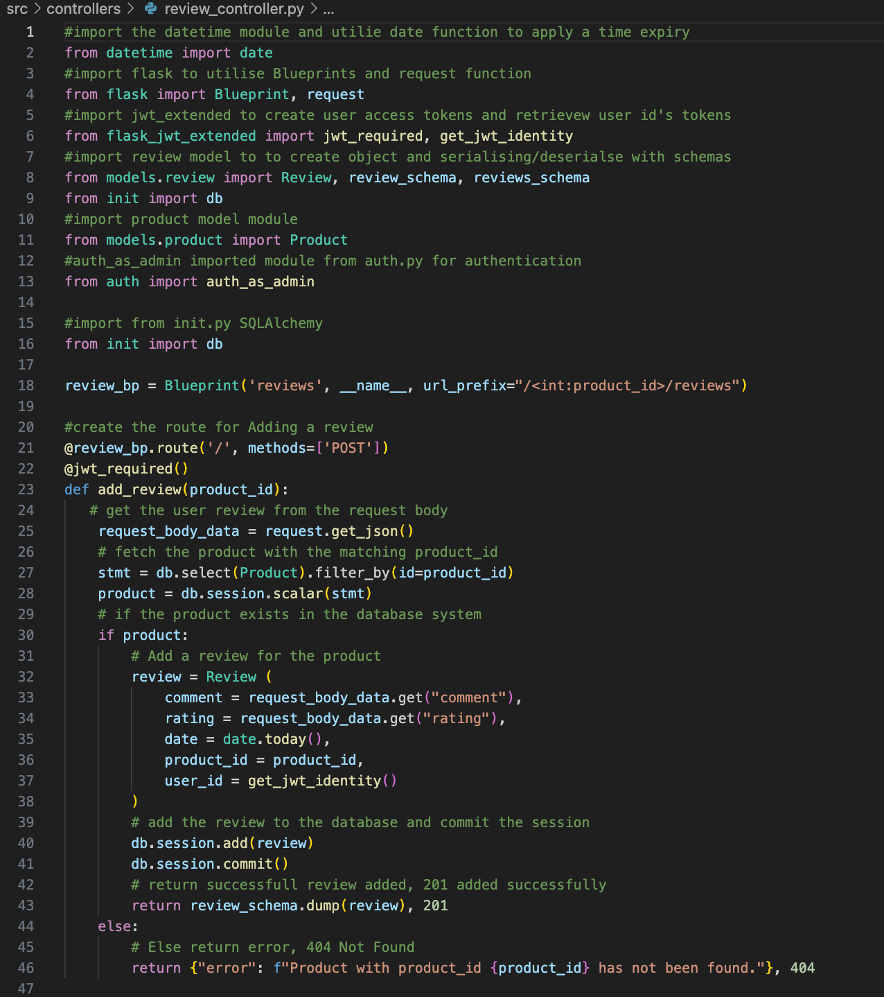 src > controllers > review_controller.py > ...
1 #import the datetime module and utilie date function to apply a time expiry
2 from datetime import date
3 #import flask to utilise Blueprints and request function
4 from flask import Blueprint, request
5 #import jwt_extended to create user access tokens and retrievew user id's tokens
6 from flask_jwt_extended import jwt_required, get_jwt_identity
7 #import review model to to create object and serialising/deserialse with schemas
8 from models.review import Review, review_schema, reviews_schema
9 from init import db
10 #import product model module
11 from models.product import Product
12 #auth_as_admin imported module from auth.py for authentication
13 from auth import auth_as_admin
14
15 #import from init.py SQLAlchemy
16 from init import db
17
18 review_bp = Blueprint('reviews', __name__, url_prefix="/<int:product_id>/reviews")
19
20 #create the route for Adding a review
21 @review_bp.route('/', methods=['POST'])
22 @jwt_required()
23 def add_review(product_id):
24 # get the user review from the request body
25 request_body_data = request.get_json()
26 # fetch the product with the matching product_id
27 stmt = db.select(Product).filter_by(id=product_id)
28 product = db.session.scalar(stmt)
29 # if the product exists in the database system
30 if product:
31 # Add a review for the product
32 review = Review (
33 comment = request_body_data.get("comment"),
34 rating = request_body_data.get("rating"),
35 date = date.today(),
36 product_id = product_id,
37 user_id = get_jwt_identity()
38 )
39 # add the review to the database and commit the session
40 db.session.add(review)
41 db.session.commit()
42 # return successfull review added, 201 added successfully
43 return review_schema.dump(review), 201
44 else:
45 # Else return error, 404 Not Found
46 return {"error": f"Product with product_id {product_id} has not been found."}, 404
47